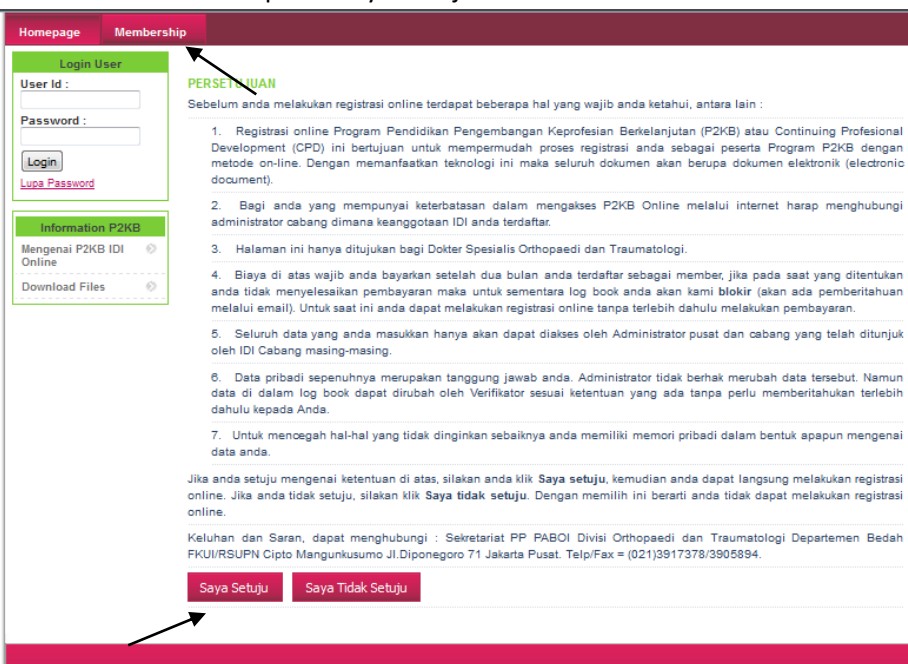 Homepage Membership
Login User
User Id :
Password :
Login
Lupa Password
Information P2KB
Mengenai P2KB IDI
Online
Download Files
PERSETUJUAN
Sebelum anda melakukan registrasi online terdapat beberapa hal yang wajib anda ketahui, antara lain :
1. Registrasi online Program Pendidikan Pengembangan Keprofesian Berkelanjutan (P2KB) atau Continuing Profesional
Development (CPD) ini bertujuan untuk mempermudah proses registrasi anda sebagai peserta Program P2KB dengan
metode on-line. Dengan memanfaatkan teknologi ini maka seluruh dokumen akan berupa dokumen elektronik (electronic
document).
2. Bagi anda yang mempunyai keterbatasan dalam mengakses P2KB Online melalui internet harap menghubungi
administrator cabang dimana keanggotaan IDI anda terdaftar.
3. Halaman ini hanya ditujukan bagi Dokter Spesialis Orthopaedi dan Traumatologi.
4. Biaya di atas wajib anda bayarkan setelah dua bulan anda terdaftar sebagai member, jika pada saat yang ditentukan
anda tidak menyelesaikan pembayaran maka untuk sementara log book anda akan kami blokir (akan ada pemberitahuan
melalui email). Untuk saat ini anda dapat melakukan registrasi online tanpa terlebih dahulu melakukan pembayaran.
5. Seluruh data yang anda masukkan hanya akan dapat diakses oleh Administrator pusat dan cabang yang telah ditunjuk
oleh IDI Cabang masing-masing.
6. Data pribadi sepenuhnya merupakan tanggung jawab anda. Administrator tidak berhak merubah data tersebut. Namun
data di dalam log book dapat dirubah oleh Verifikator sesuai ketentuan yang ada tanpa perlu memberitahukan terlebih
dahulu kepada Anda.
7. Untuk mencegah hal-hal yang tidak dinginkan sebaiknya anda memiliki memori pribadi dalam bentuk apapun mengenai
data anda.
Jika anda setuju mengenai ketentuan di atas, silakan anda klik Saya setuju, kemudian anda dapat langsung melakukan registrasi
online. Jika anda tidak setuju, silakan klik Saya tidak setuju. Dengan memilih ini berarti anda tidak dapat melakukan registrasi
online.
Keluhan dan Saran, dapat menghubungi : Sekretariat PP PABOI Divisi Orthopaedi dan Traumatologi Departemen Bedah
FKUI/RSUPN Cipto Mangunkusumo Jl.Diponegoro 71 Jakarta Pusat. Telp/Fax = (021)3917378/3905894.
Saya Setuju Saya Tidak Setuju